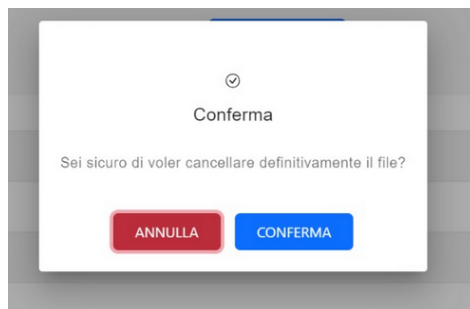 Conferma
Sei sicuro di voler cancellare definitivamente il file?
ANNULLA
CONFERMA